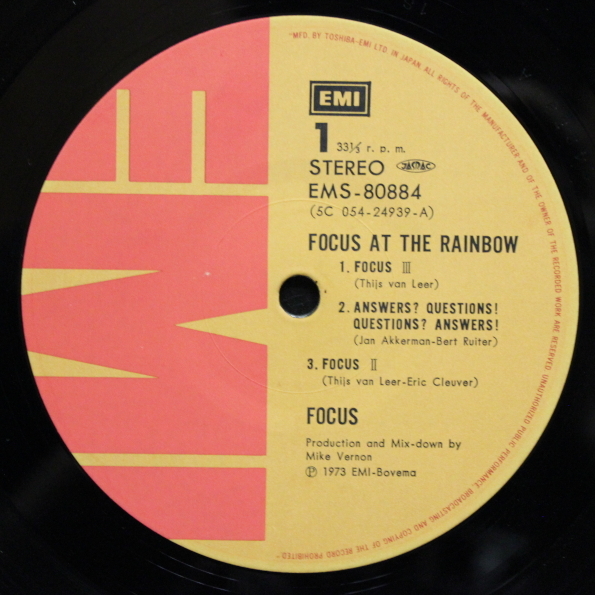 "MFD. BY TOSHIBA-EMI LTD. IN JAPAN. ALL RIGHTS OF THE MANUFACTURER AND OF THE OWNER OF THE RECORDED WORK ARE RESERVED. UNAUTHORIZED PUBLIC PERFORMANCE, BROADCASTING AND COPYING OF THE RECORD PROHIBITED"
EMI
EMI
1 33⅓ r. p. m.
STEREO JASRAC
EMS-80884
(5C 054-24939-A)
FOCUS AT THE RAINBOW
1. FOCUS Ⅲ
(Thijs van Leer)
2. ANSWERS? QUESTIONS!
QUESTIONS? ANSWERS!
(Jan Akkerman-Bert Ruiter)
3. FOCUS Ⅱ
(Thijs van Leer-Eric Cleuver)
FOCUS
Production and Mix-down by
Mike Vernon
Ⓟ 1973 EMI-Bovema